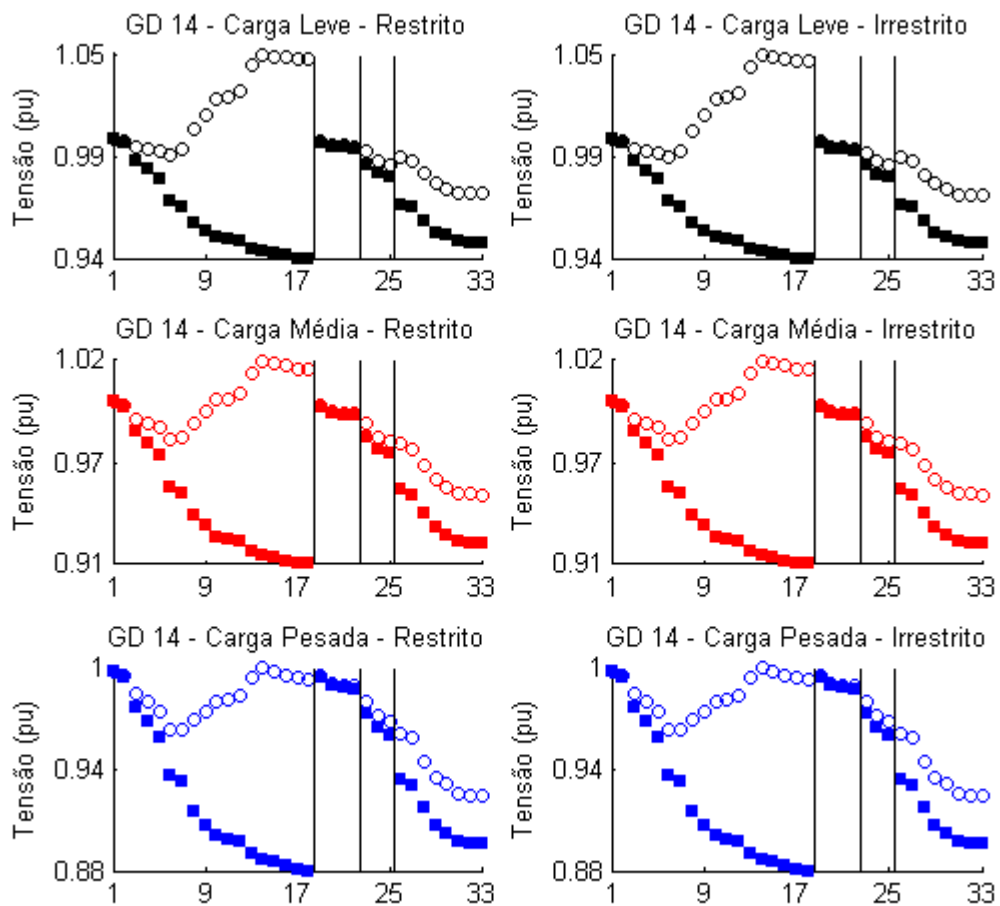 GD 14 - Carga Leve - Restrito
GD 14 - Carga Leve - Irrestrito
Tensão (pu)
1.05
0.99
0.94
1 9 17 25 33
Tensão (pu)
1.05
0.99
0.94
1 9 17 25 33
GD 14 - Carga Média - Restrito
GD 14 - Carga Média - Irrestrito
Tensão (pu)
1.02
0.97
0.91
1 9 17 25 33
Tensão (pu)
1.02
0.97
0.91
1 9 17 25 33
GD 14 - Carga Pesada - Restrito
GD 14 - Carga Pesada - Irrestrito
Tensão (pu)
1
0.94
0.88
1 9 17 25 33
Tensão (pu)
1
0.94
0.88
1 9 17 25 33